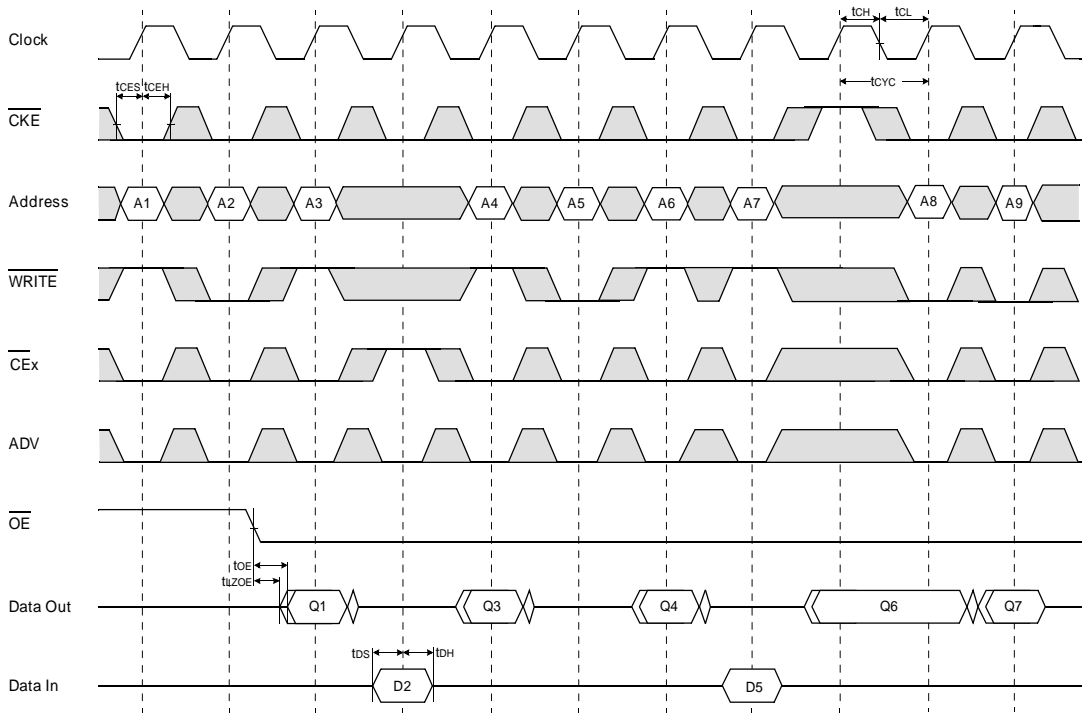 Clock
tCH tCL
tCYC
tCES tCEH
CKE
Address
A1 A2 A3 A4 A5 A6 A7 A8 A9
WRITE
CEx
ADV
OE
tOE
tLZOE
Data Out
Q1 Q3 Q4 Q6 Q7
tDS tDH
Data In
D2 D5